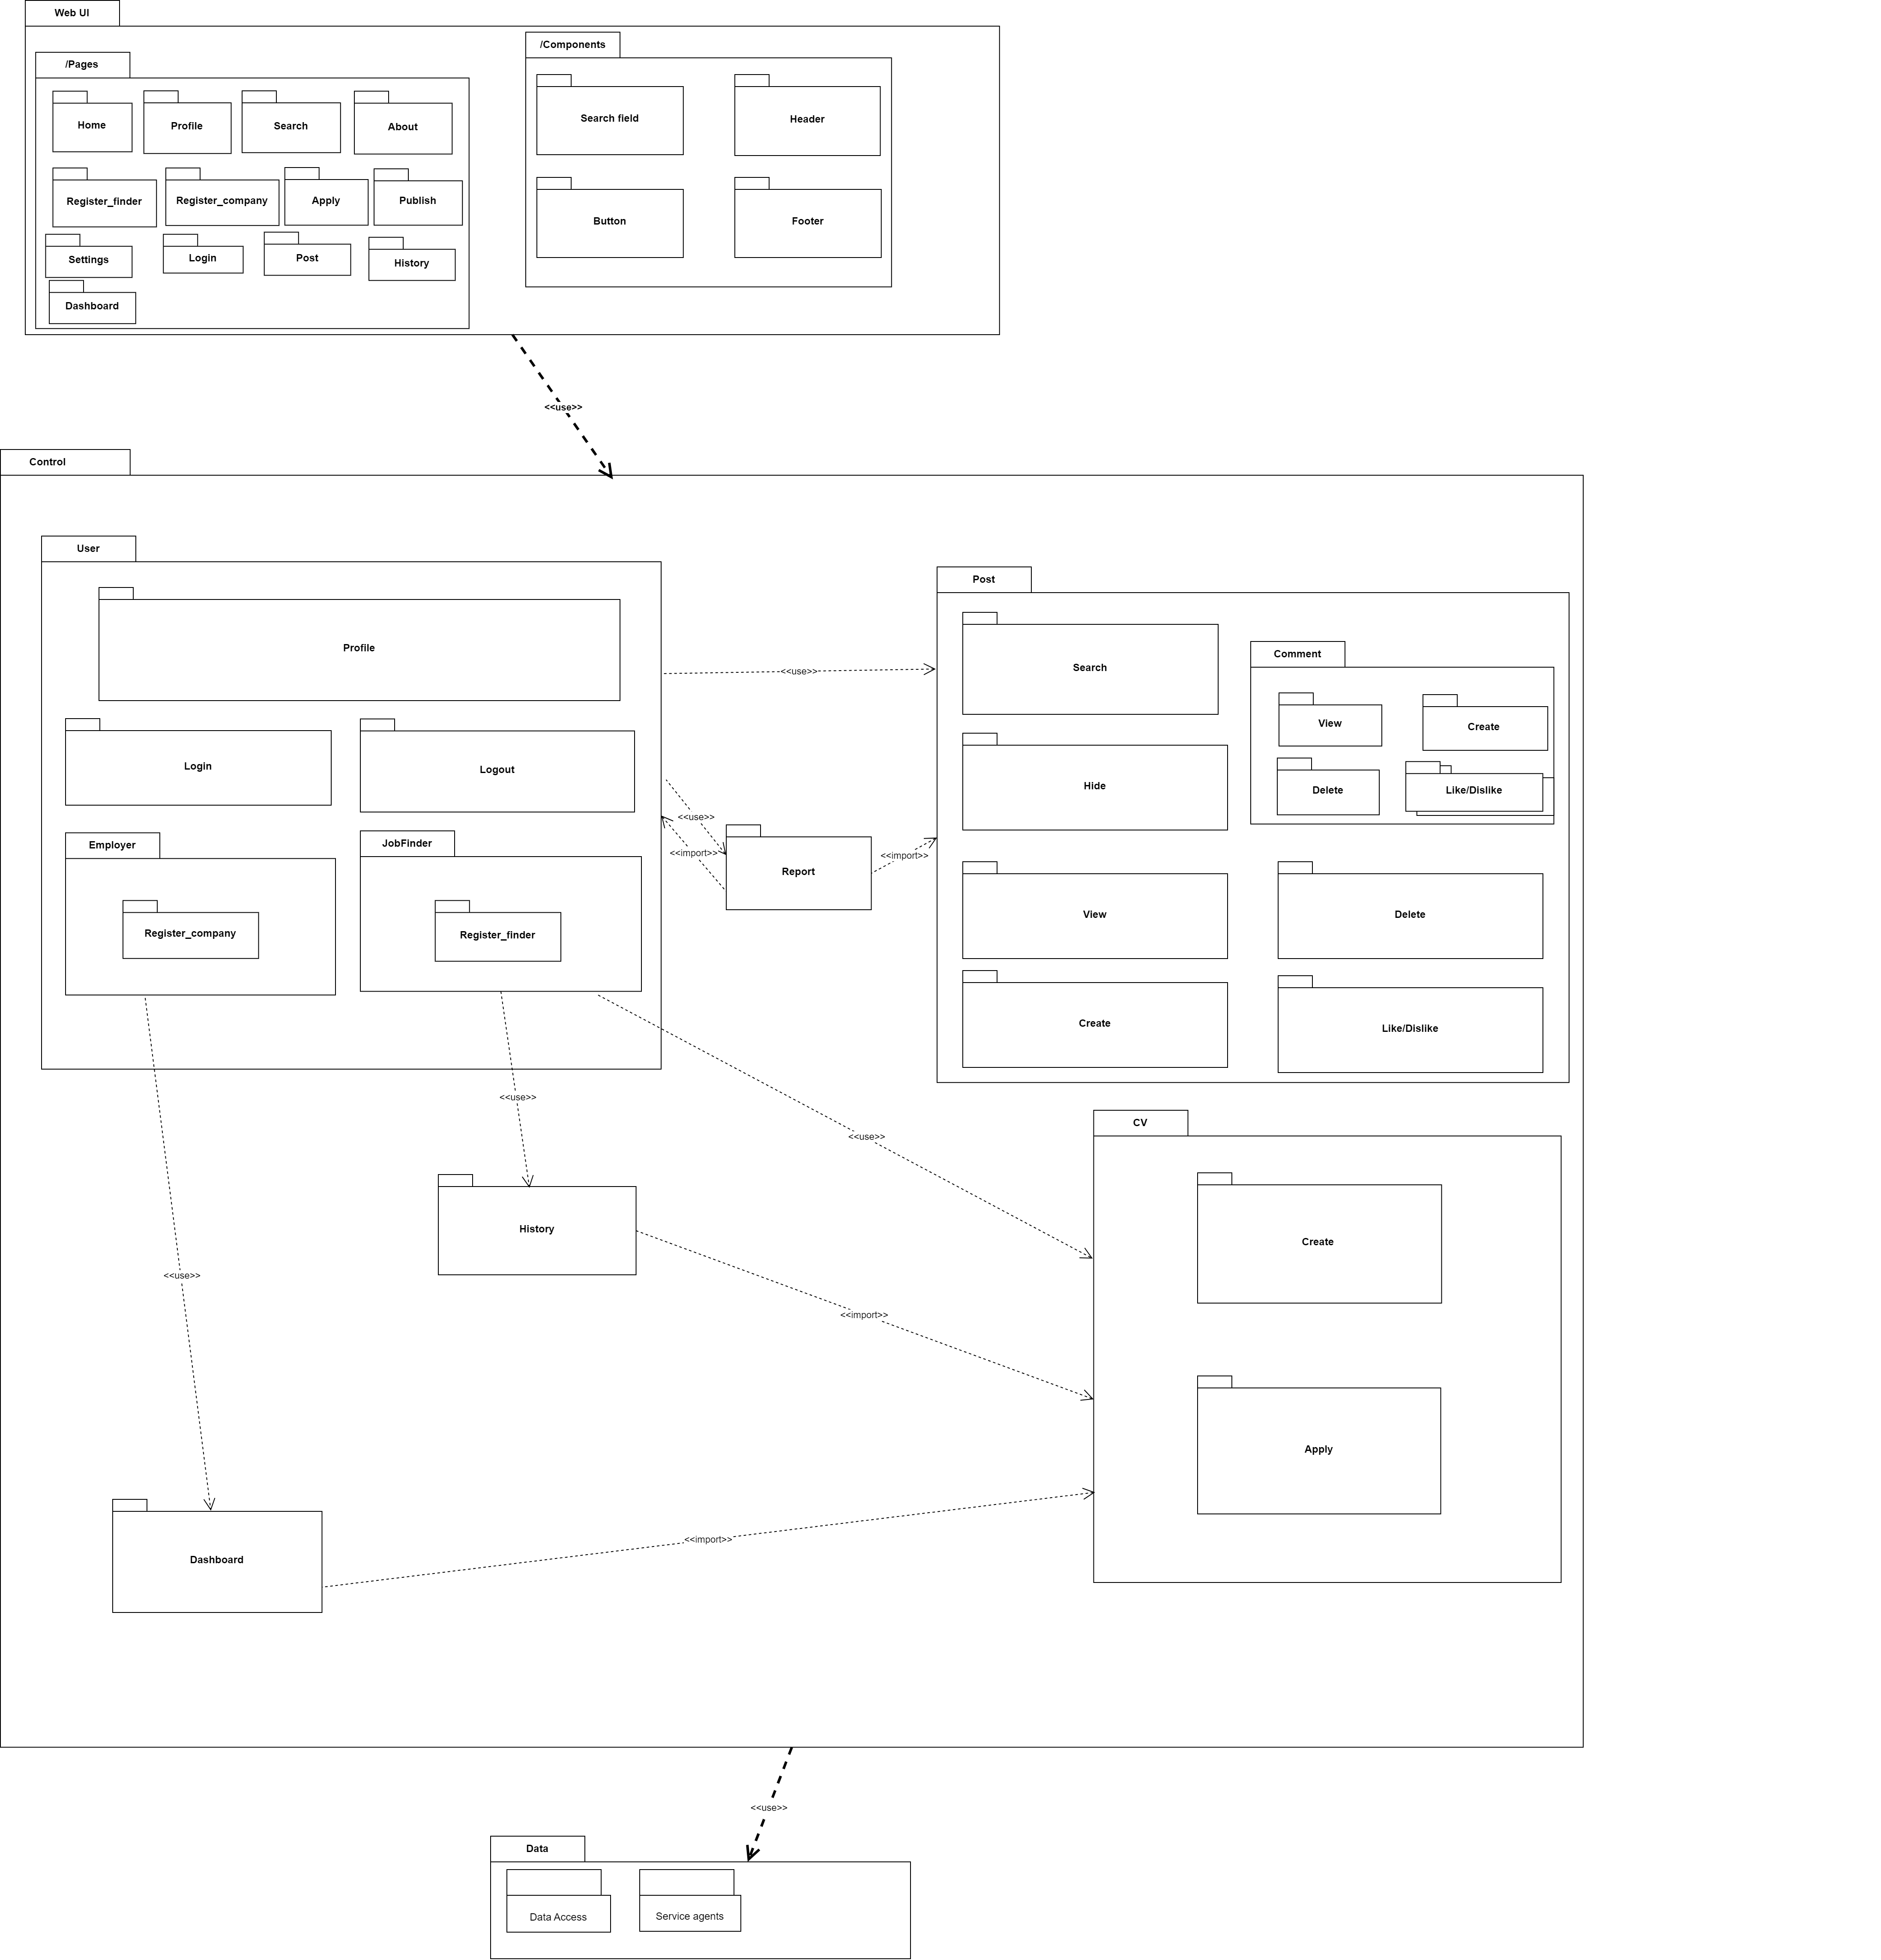 Web UI
/Pages
Home
Profile
Search
About
Register_finder
Register_company
Apply
Publish
Settings
Login
Post
History
Dashboard
/Components
Search field
Header
Button
Footer
<<use>>
Control
User
Profile
Login
Logout
Employer
Register_company
JobFinder
Register_finder
<<use>>
<<use>>
<<import>>
Report
<<import>>
Post
Search
Comment
View
Create
Delete
Like/Dislike
Hide
View
Delete
Create
Like/Dislike
<<use>>
<<use>>
<<use>>
History
<<import>>
CV
Create
Apply
Dashboard
<<import>>
<<use>>
Data
Data Access
Service agents